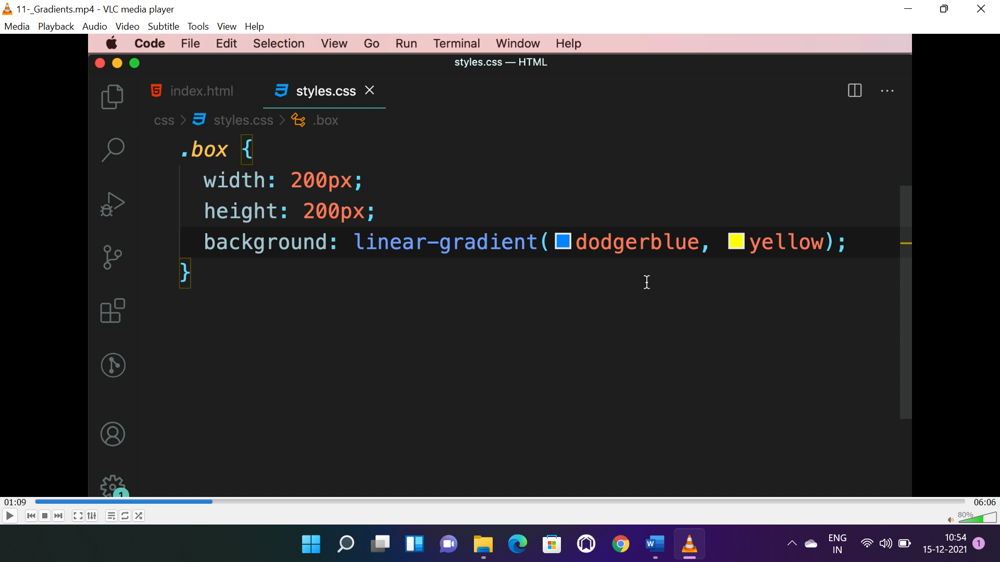 11-_Gradients.mp4 - VLC media player
Media Playback Audio Video Subtitle Tools View Help
Code File Edit Selection View Go Run Terminal Window Help
styles.css — HTML
index.html styles.css
css > styles.css > .box
.box {
width: 200px;
height: 200px;
background: linear-gradient(dodgerblue, yellow);
}
1
01:09 06:06
80%
W
ENG
IN
10:54
15-12-2021
1